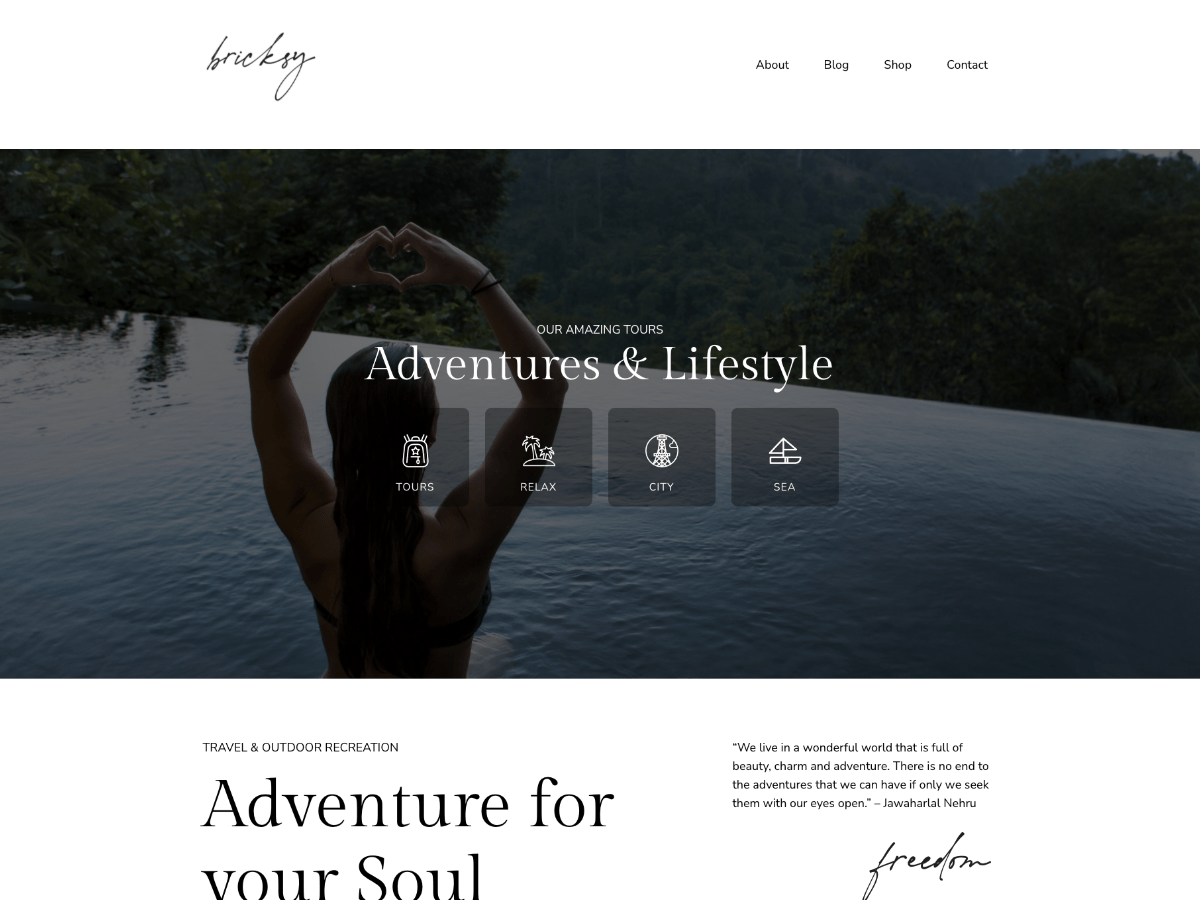 bricksy
About Blog Shop Contact
OUR AMAZING TOURS
Adventures & Lifestyle
TOURS RELAX CITY SEA
TRAVEL & OUTDOOR RECREATION
Adventure for
your Soul
“We live in a wonderful world that is full of
beauty, charm and adventure. There is no end to
the adventures that we can have if only we seek
them with our eyes open.” – Jawaharlal Nehru
freedom